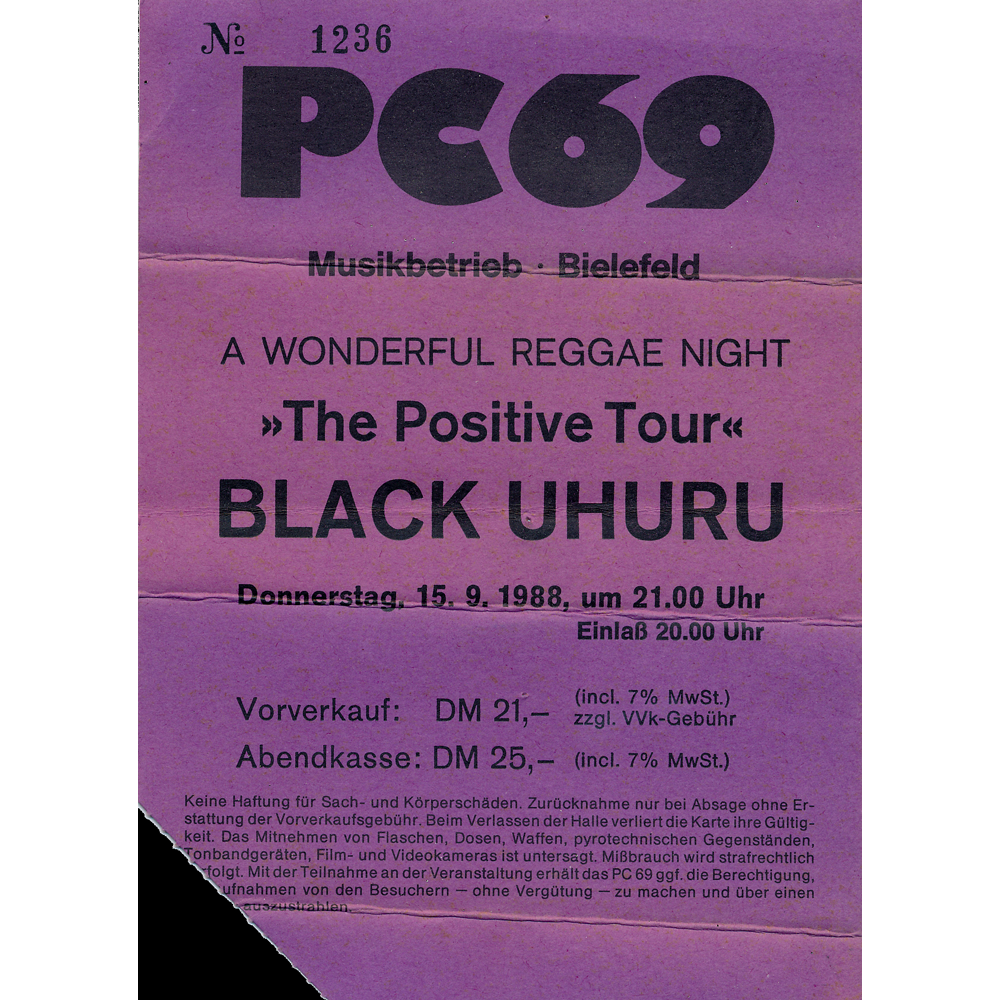 № 1236
PC69
Musikbetrieb · Bielefeld
A WONDERFUL REGGAE NIGHT
»The Positive Tour«
BLACK UHURU
Donnerstag, 15. 9. 1988, um 21.00 Uhr
Einlaß 20.00 Uhr
Vorverkauf: DM 21,– (incl. 7% MwSt.)
zzgl. VVk-Gebühr
Abendkasse: DM 25,– (incl. 7% MwSt.)
Keine Haftung für Sach- und Körperschäden. Zurücknahme nur bei Absage ohne Er-
stattung der Vorverkaufsgebühr. Beim Verlassen der Halle verliert die Karte ihre Gültig-
keit. Das Mitnehmen von Flaschen, Dosen, Waffen, pyrotechnischen Gegenständen,
Tonbandgeräten, Film- und Videokameras ist untersagt. Mißbrauch wird strafrechtlich
rfolgt. Mit der Teilnahme an der Veranstaltung erhält das PC 69 ggf. die Berechtigung,
ufnahmen von den Besuchern – ohne Vergütung – zu machen und über einen
auszustrahlen.